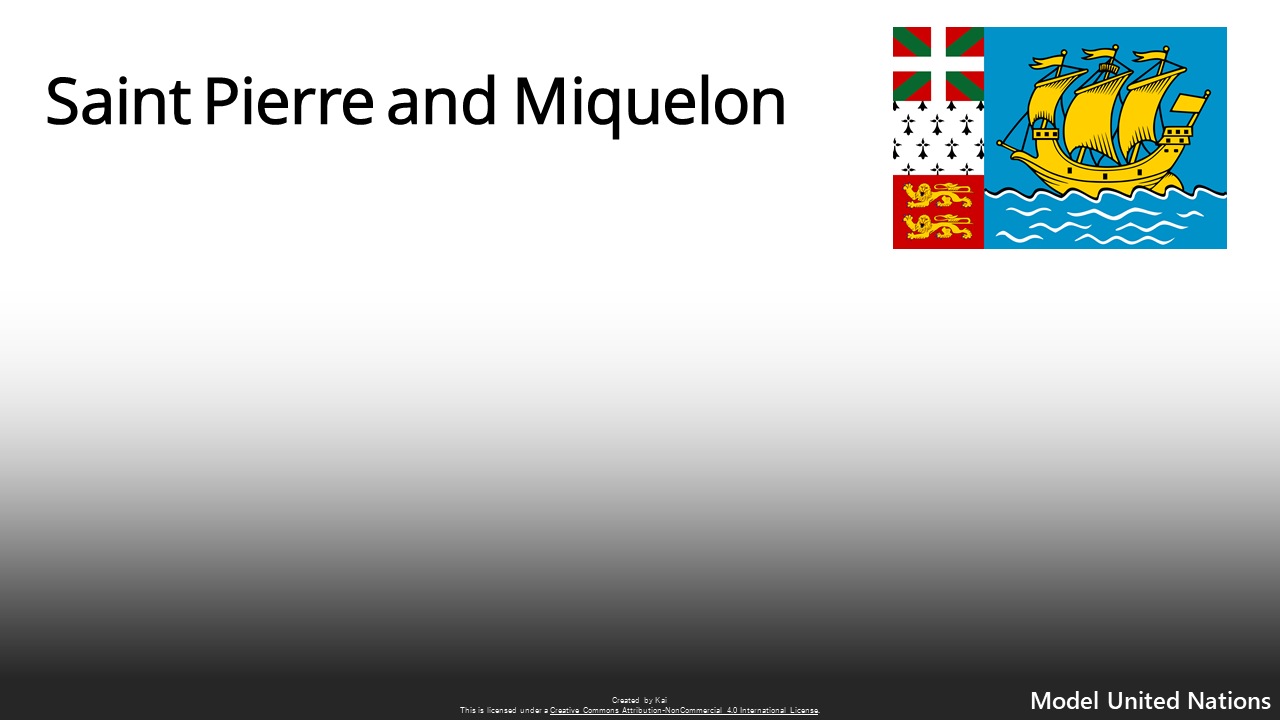 Saint Pierre and Miquelon
Created by Kai
This is licensed under a Creative Commons Attribution-NonCommercial 4.0 International License.
Model United Nations